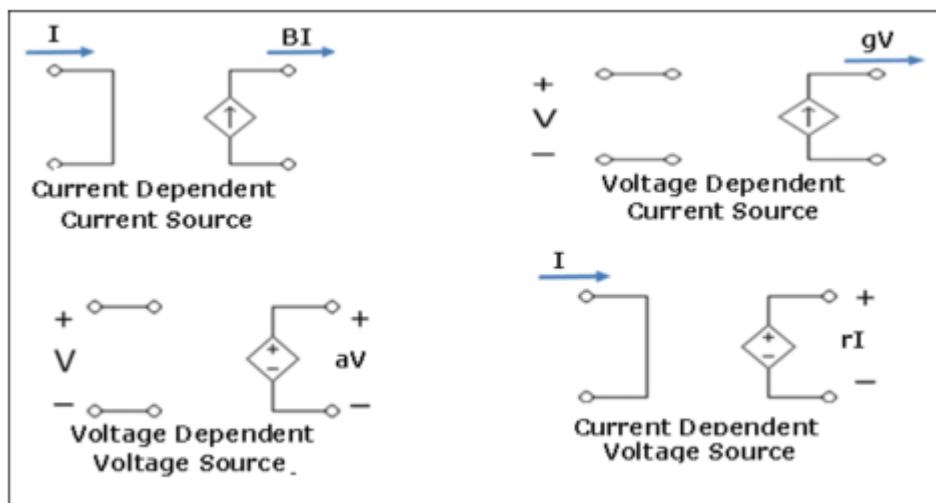 I
BI
Current Dependent
Current Source
gV
+
V
−
Voltage Dependent
Current Source
+
V
−
+
−
+
aV
−
Voltage Dependent
Voltage Source.
I
+
−
+
rI
−
Current Dependent
Voltage Source